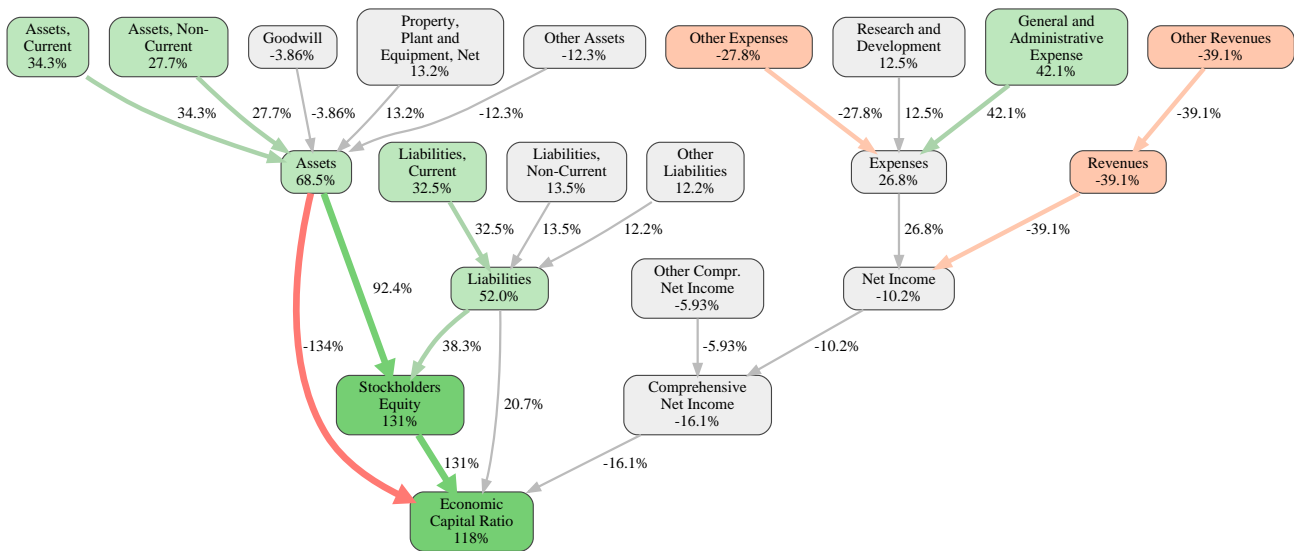 Assets,
Current
34.3%
Assets, Non-
Current
27.7%
Goodwill
-3.86%
Property,
Plant and
Equipment, Net
13.2%
Other Assets
-12.3%
Other Expenses
-27.8%
Research and
Development
12.5%
General and
Administrative
Expense
42.1%
Other Revenues
-39.1%
34.3%
27.7%
-3.86%
13.2%
-12.3%
-27.8%
12.5%
42.1%
-39.1%
Assets
68.5%
Liabilities,
Current
32.5%
Liabilities,
Non-Current
13.5%
Other
Liabilities
12.2%
Expenses
26.8%
Revenues
-39.1%
32.5%
13.5%
12.2%
26.8%
-39.1%
Liabilities
52.0%
Other Compr.
Net Income
-5.93%
Net Income
-10.2%
92.4%
-134%
38.3%
-5.93%
-10.2%
Stockholders
Equity
131%
20.7%
Comprehensive
Net Income
-16.1%
131%
-16.1%
Economic
Capital Ratio
118%